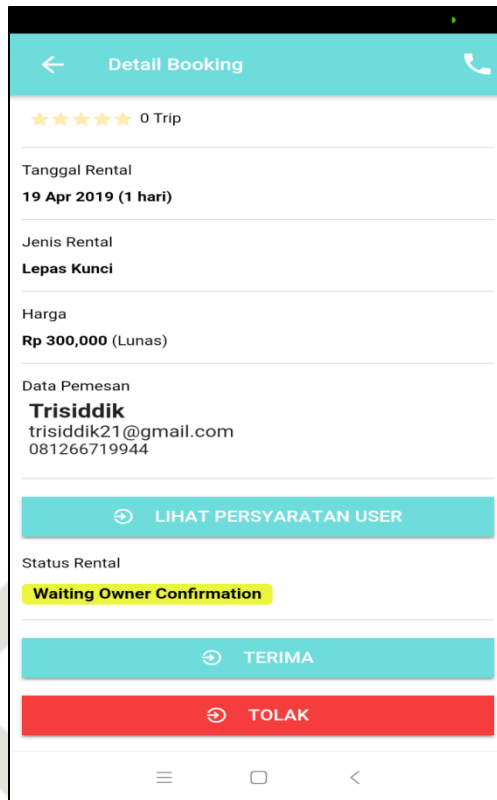 Detail Booking
0 Trip
Tanggal Rental
19 Apr 2019 (1 hari)
Jenis Rental
Lepas Kunci
Harga
Rp 300,000 (Lunas)
Data Pemesan
Trisiddik
trisiddik21@gmail.com
081266719944
LIHAT PERSYARATAN USER
Status Rental
Waiting Owner Confirmation
TERIMA
TOLAK